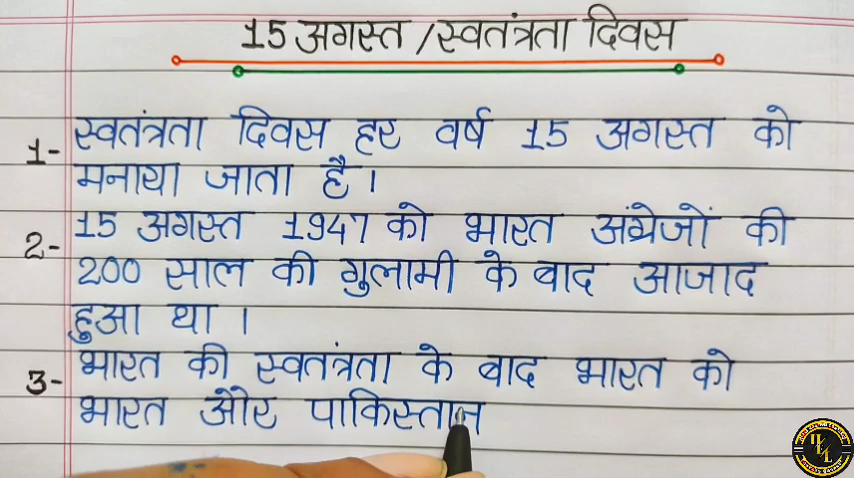 15 अगस्त /स्वतंत्रता दिवस
1- स्वतंत्रता दिवस हर वर्ष 15 अगस्त को
मनाया जाता है।
2- 15 अगस्त 1947 को भारत अंग्रेजों की
200 साल की गुलामी के बाद आजाद
हुआ था ।
3- भारत की स्वतंत्रता के बाद भारत को
भारत और पाकिस्तान